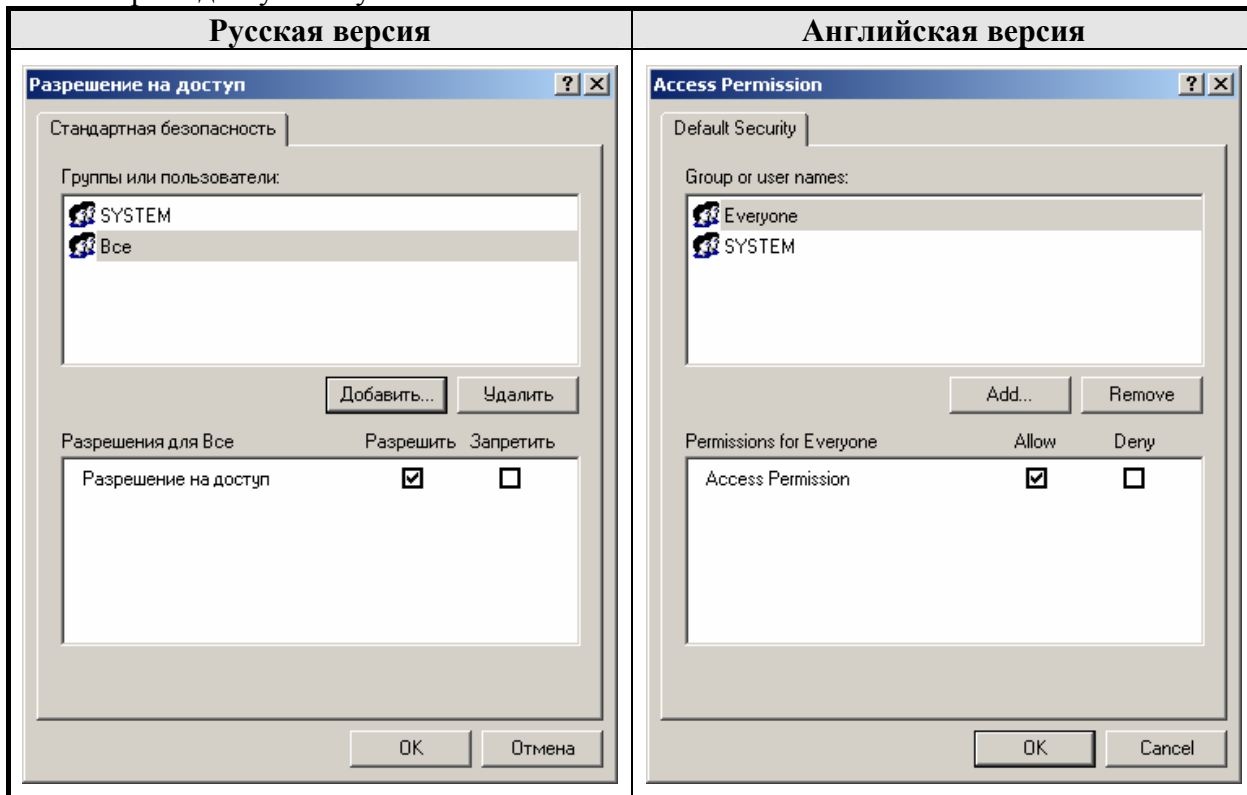 Русская версия
Английская версия
Разрешение на доступ
Стандартная безопасность
Группы или пользователи:
SYSTEM
Все
Добавить...
Удалить
Разрешения для Все
Разрешить
Запретить
Разрешение на доступ
OK
Отмена
Access Permission
Default Security
Group or user names:
Everyone
SYSTEM
Add...
Remove
Permissions for Everyone
Allow
Deny
Access Permission
OK
Cancel